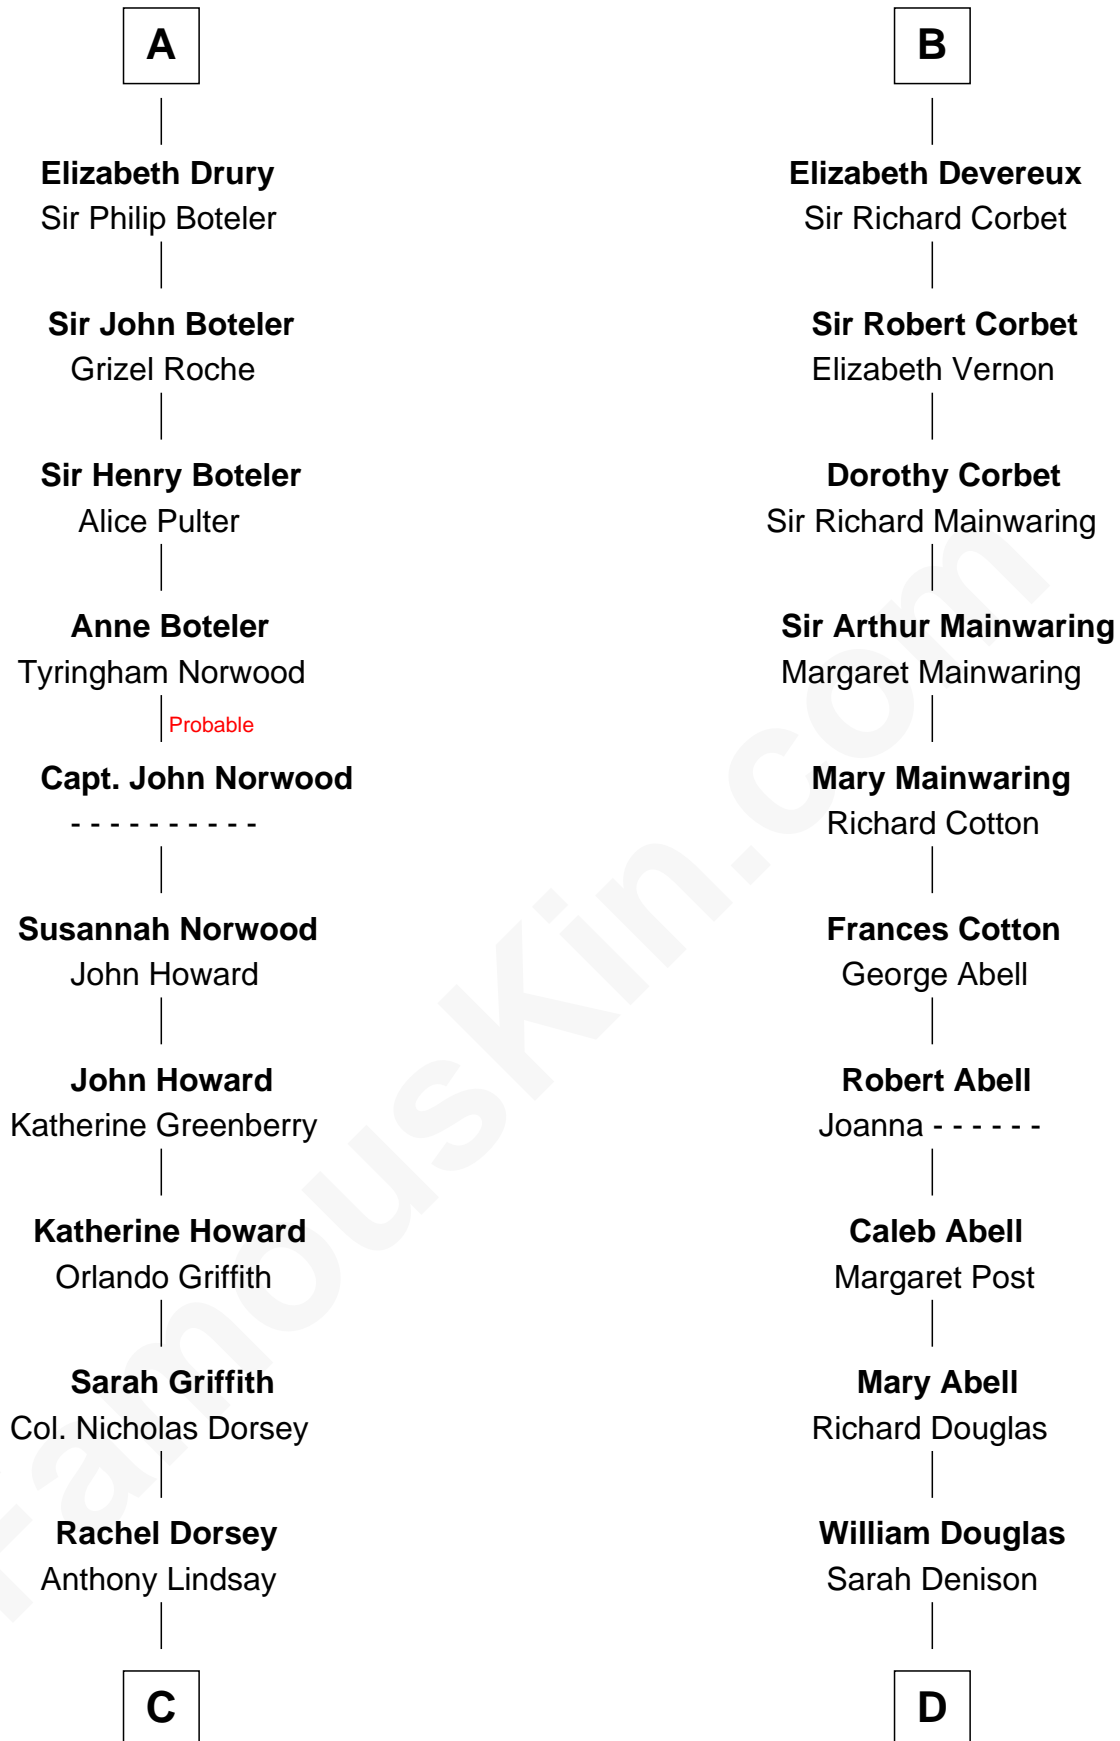 A
Elizabeth Drury
Sir Philip Boteler
Sir John Boteler
Grizel Roche
Sir Henry Boteler
Alice Pulter
Anne Boteler
Tyringham Norwood
Probable
Capt. John Norwood
- - - - - - - - - -
Susannah Norwood
John Howard
John Howard
Katherine Greenberry
Katherine Howard
Orlando Griffith
Sarah Griffith
Col. Nicholas Dorsey
Rachel Dorsey
Anthony Lindsay
C
B
Elizabeth Devereux
Sir Richard Corbet
Sir Robert Corbet
Elizabeth Vernon
Dorothy Corbet
Sir Richard Mainwaring
Sir Arthur Mainwaring
Margaret Mainwaring
Mary Mainwaring
Richard Cotton
Frances Cotton
George Abell
Robert Abell
Joanna - - - - - -
Caleb Abell
Margaret Post
Mary Abell
Richard Douglas
William Douglas
Sarah Denison
D
FamousKin.com